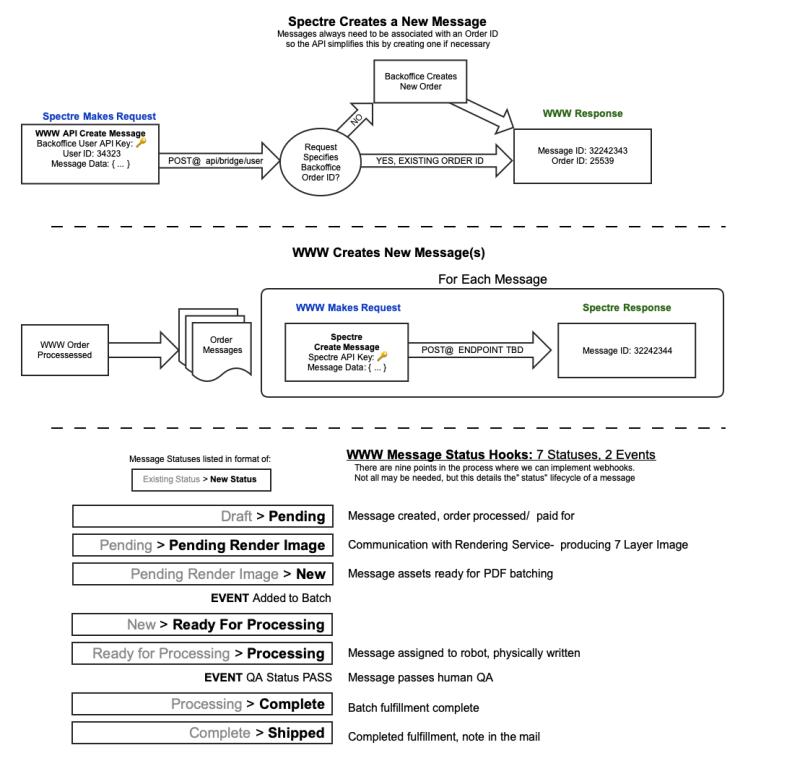 Spectre Creates a New Message
Messages always need to be associated with an Order ID
so the API simplifies this by creating one if necessary
Backoffice Creates
New Order
Spectre Makes Request
WWW Response
WWW API Create Message
Backoffice User API Key: 🔑
User ID: 34323
Message Data: { ... }
POST@ api/bridge/user
Request
Specifies
Backoffice
Order ID?
NO
YES, EXISTING ORDER ID
Message ID: 32242343
Order ID: 25539
WWW Creates New Message(s)
For Each Message
WWW Makes Request
Spectre Response
WWW Order
Processessed
Order
Messages
Spectre
Create Message
Spectre API Key: 🔑
Message Data: { ... }
POST@ ENDPOINT TBD
Message ID: 32242344
Message Statuses listed in format of:
Existing Status > New Status
WWW Message Status Hooks: 7 Statuses, 2 Events
There are nine points in the process where we can implement webhooks.
Not all may be needed, but this details the" status" lifecycle of a message
Draft > Pending
Message created, order processed/ paid for
Pending > Pending Render Image
Communication with Rendering Service- producing 7 Layer Image
Pending Render Image > New
Message assets ready for PDF batching
EVENT Added to Batch
New > Ready For Processing
Ready for Processing > Processing
Message assigned to robot, physically written
EVENT QA Status PASS
Message passes human QA
Processing > Complete
Batch fulfillment complete
Complete > Shipped
Completed fulfillment, note in the mail